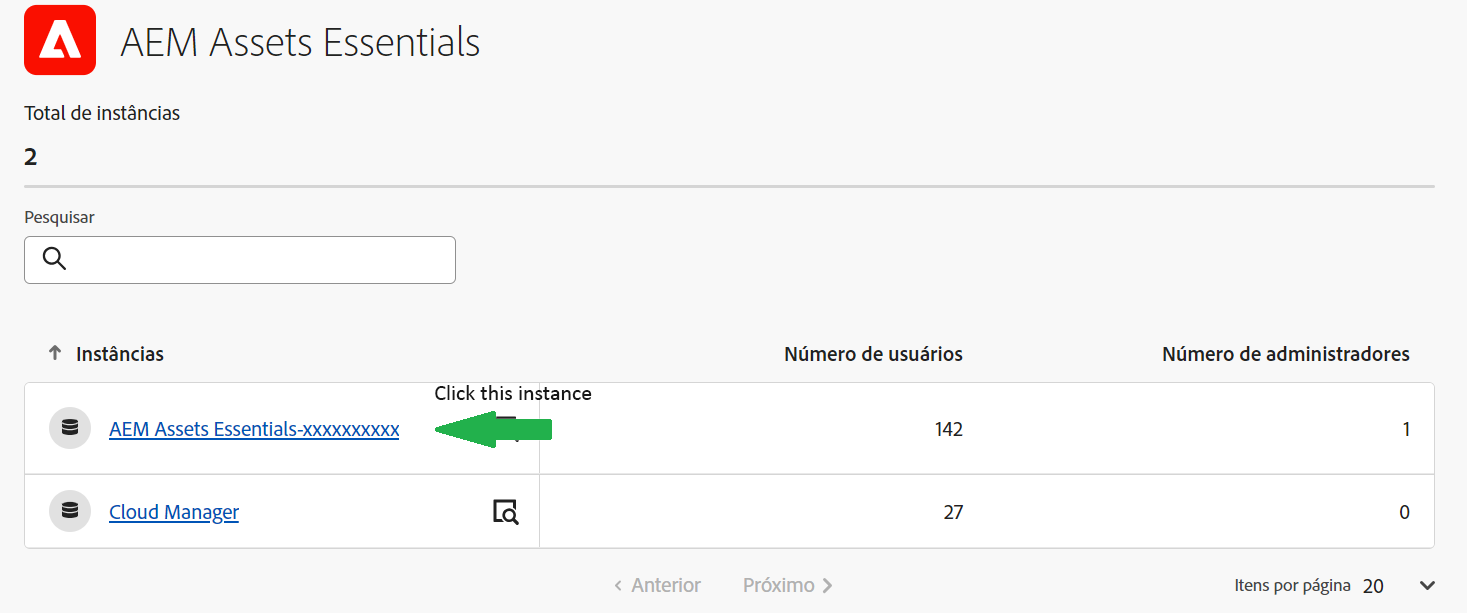 AEM Assets Essentials
Total de instâncias
2
Pesquisar
Instâncias Número de usuários Número de administradores
Click this instance
AEM Assets Essentials-xxxxxxxxxx 142 1
Cloud Manager 27 0
Anterior Próximo Itens por página 20